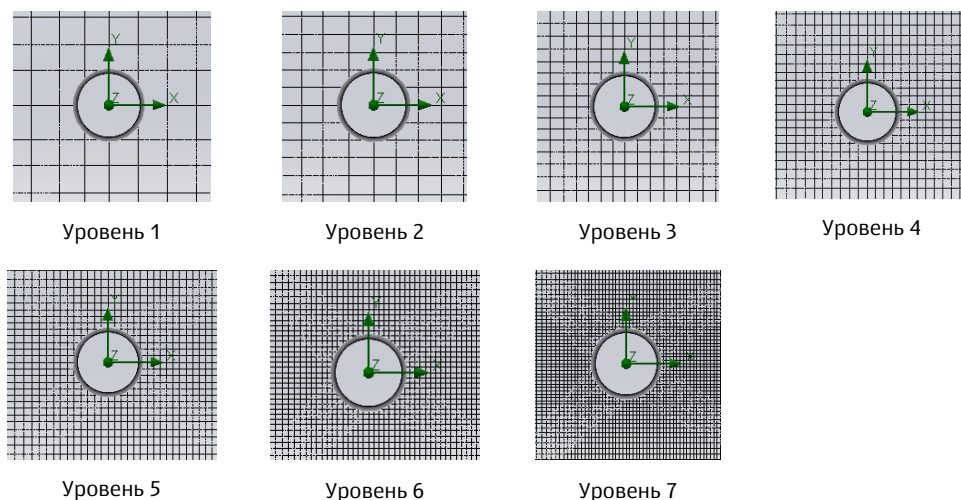 Y
X
Z
Y
X
Z
Y
X
Z
Y
X
Z
Уровень 1
Уровень 2
Уровень 3
Уровень 4
Y
X
Z
Y
X
Z
Y
X
Z
Уровень 5
Уровень 6
Уровень 7